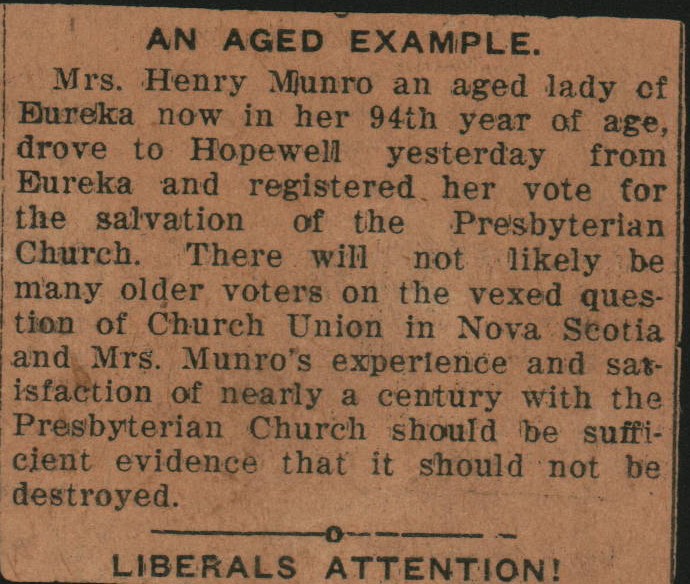 AN AGED EXAMPLE.
Mrs. Henry Munro an aged lady of
Eureka now in her 94th year of age,
drove to Hopewell yesterday from
Eureka and registered her vote for
the salvation of the Presbyterian
Church. There will not likely be
many older voters on the vexed ques-
tion of Church Union in Nova Scotia
and Mrs. Munro's experience and sat-
isfaction of nearly a century with the
Presbyterian Church should be suffi-
cient evidence that it should not be
destroyed.
LIBERALS ATTENTION!